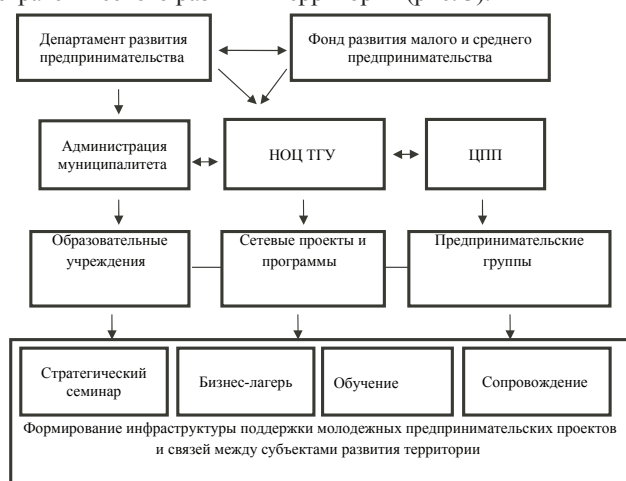 Департамент развития
предпринимательства
Фонд развития малого и среднего
предпринимательства
Администрация
муниципалитета
НОЦ ТГУ
ЦПП
Образовательные
учреждения
Сетевые проекты и
программы
Предпринимательские
группы
Стратегический
семинар
Бизнес-лагерь
Обучение
Сопровождение
Формирование инфраструктуры поддержки молодежных предпринимательских проектов
и связей между субъектами развития территории